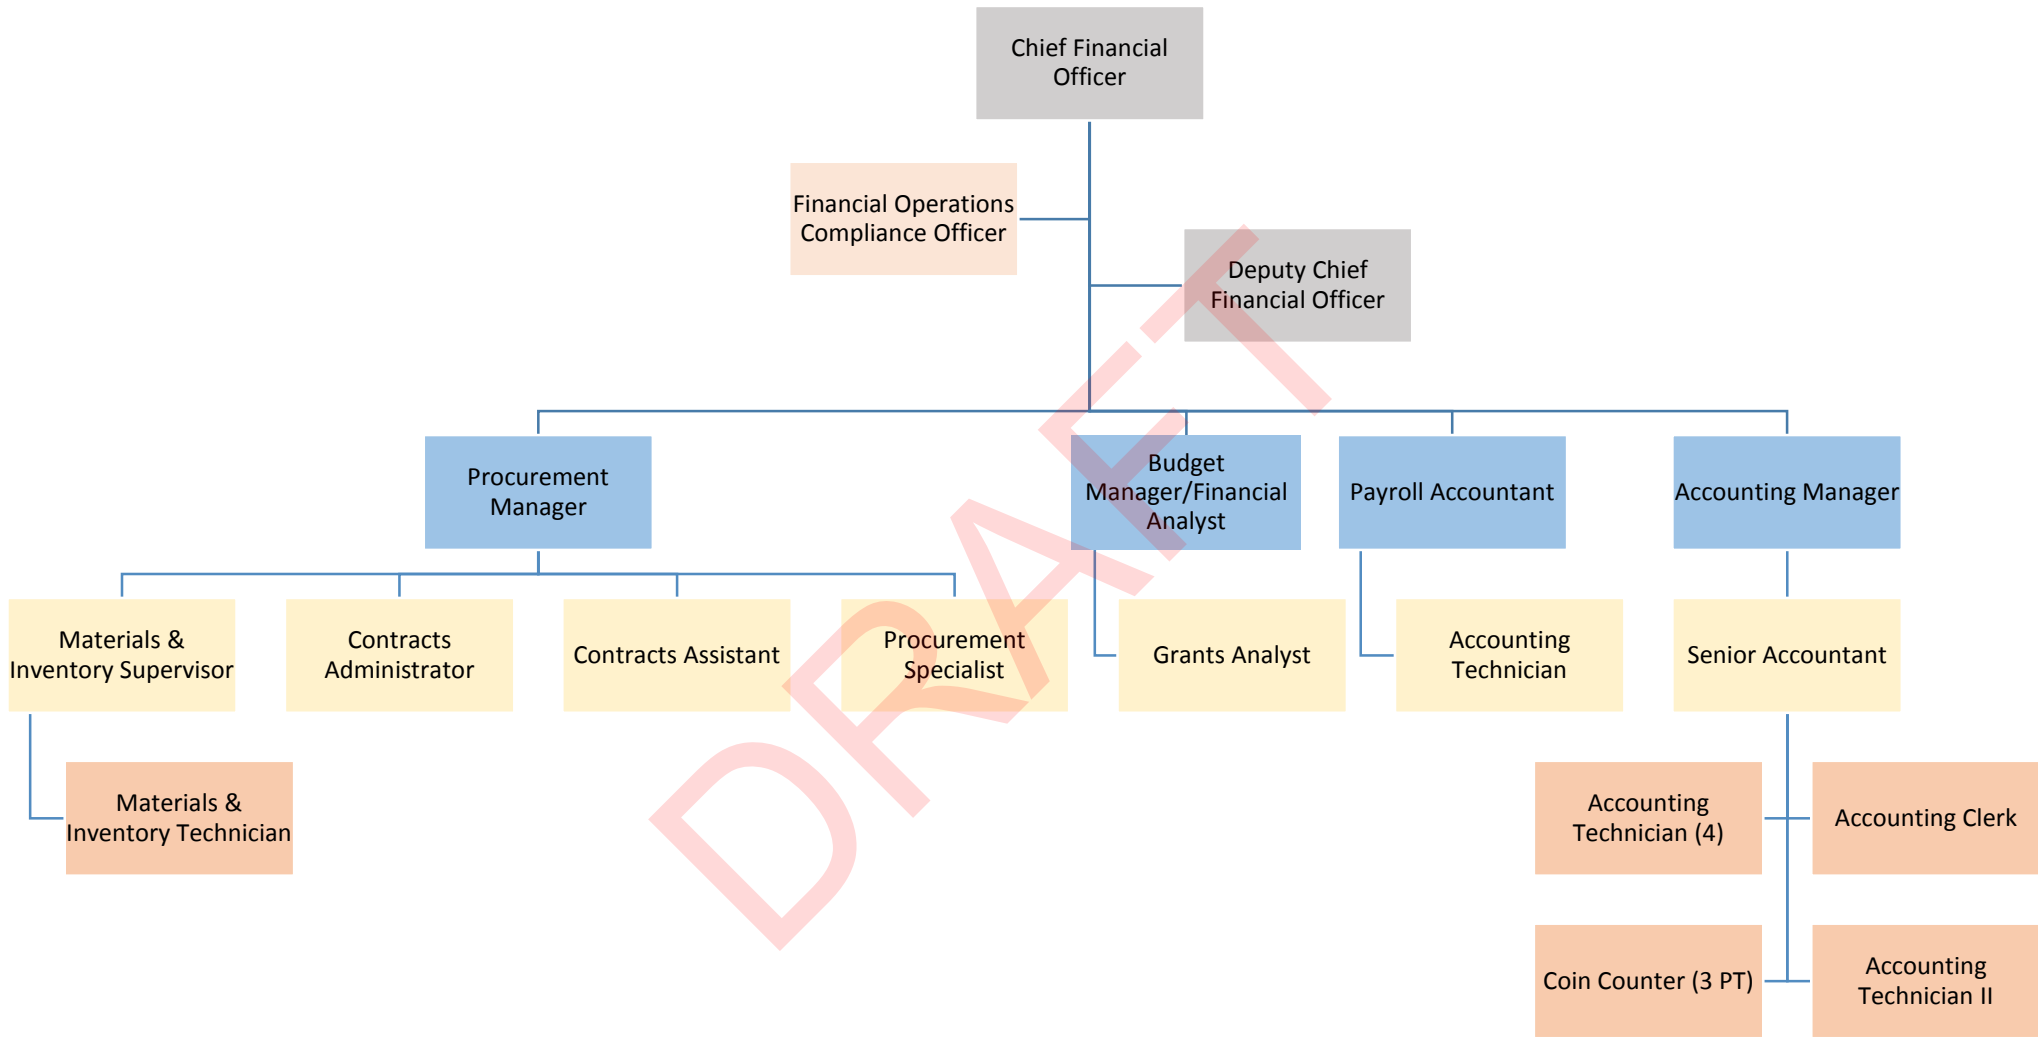 Chief Financial
Officer
Financial Operations
Compliance Officer
Deputy Chief
Financial Officer
Procurement
Manager
Budget
Manager/Financial
Analyst
Payroll Accountant
Accounting Manager
Materials &
Inventory Supervisor
Contracts
Administrator
Contracts Assistant
Procurement
Specialist
Grants Analyst
Accounting
Technician
Senior Accountant
Materials &
Inventory Technician
Accounting
Technician (4)
Accounting Clerk
Coin Counter (3 PT)
Accounting
Technician II
DRAFT